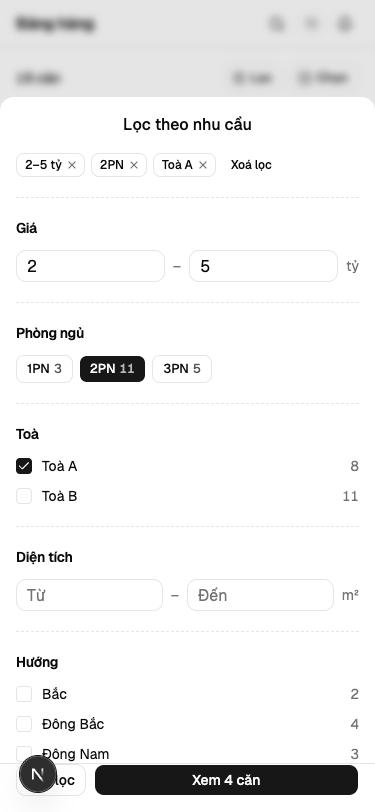 Bảng hàng
Lọc theo nhu cầu
2–5 tỷ × 2PN × Toà A × Xoá lọc
Giá
2 – 5 tỷ
Phòng ngủ
1PN 3 2PN 11 3PN 5
Toà
Toà A 8
Toà B 11
Diện tích
Từ – Đến m²
Hướng
Bắc 2
Đông Bắc 4
Đông Nam 3
N lọc Xem 4 căn